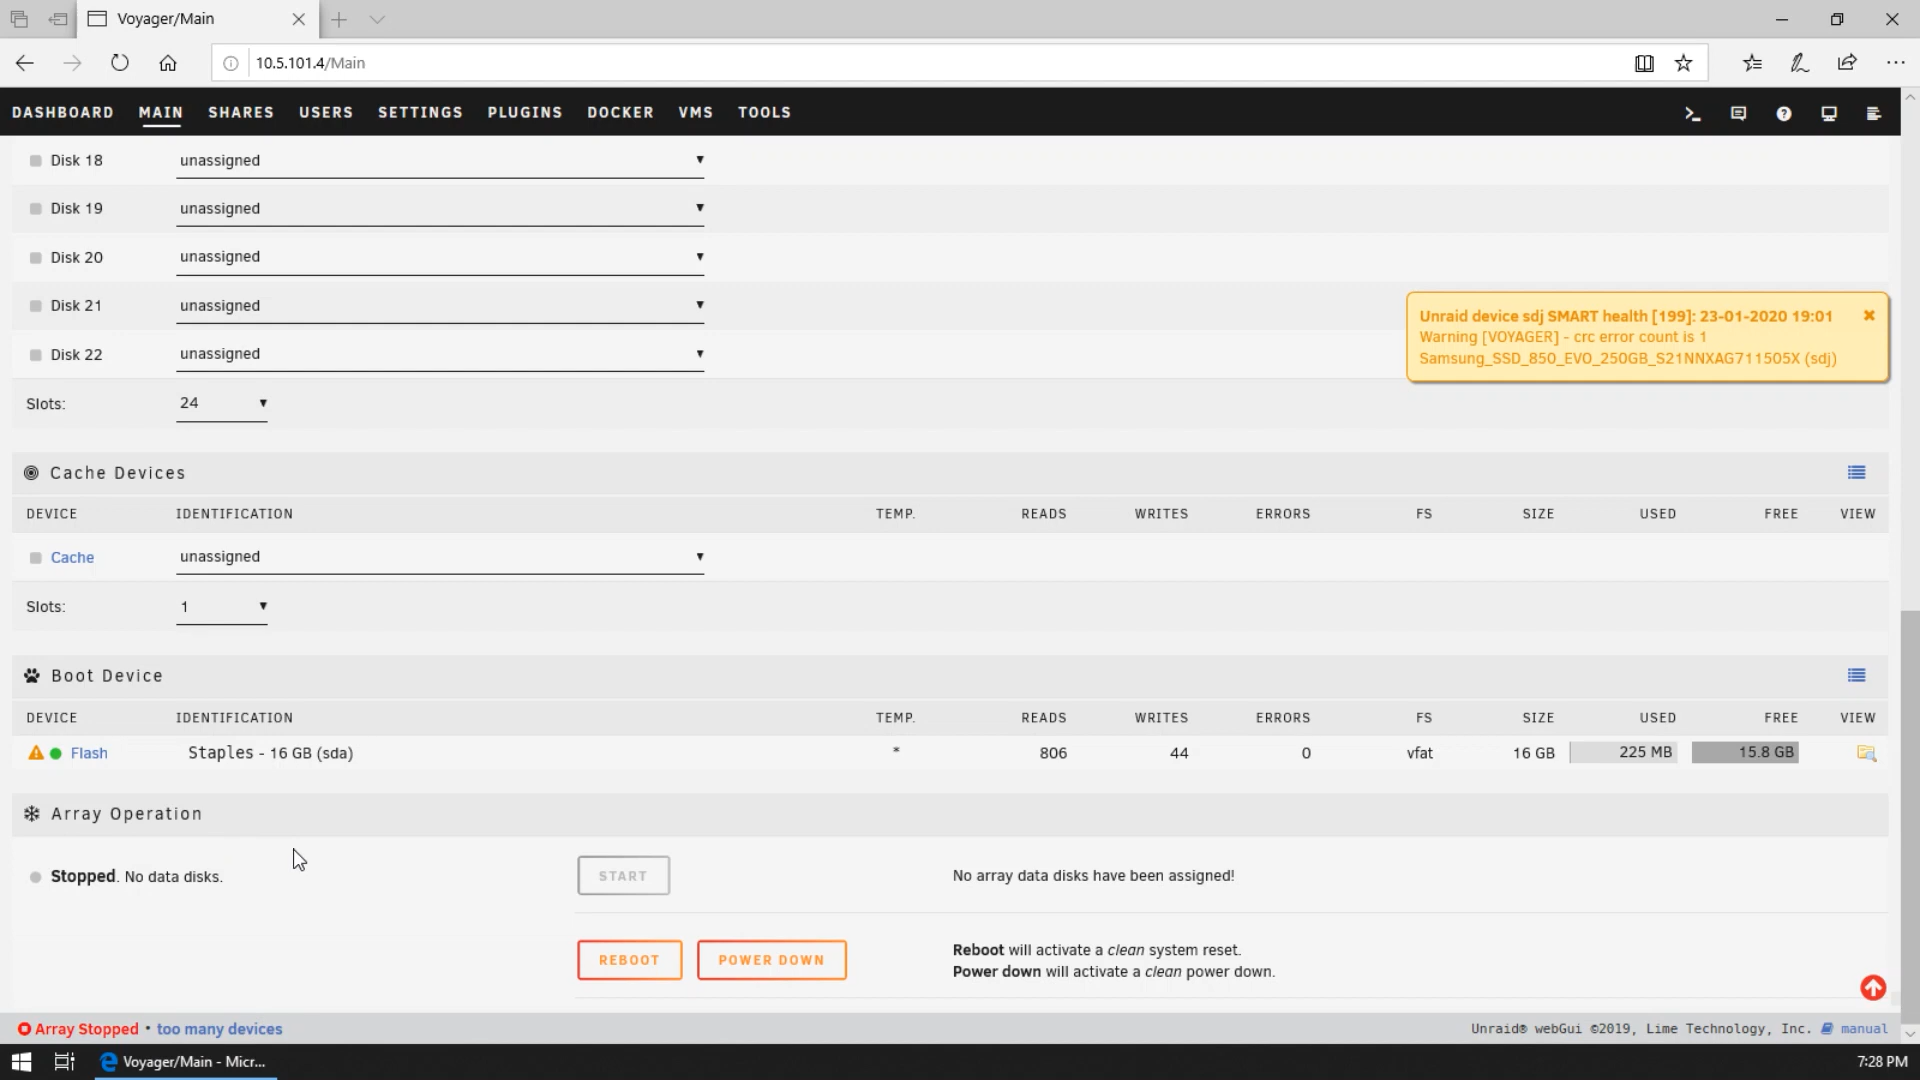 Voyager/Main
10.5.101.4/Main
DASHBOARD MAIN SHARES USERS SETTINGS PLUGINS DOCKER VMS TOOLS
Disk 18 unassigned
Disk 19 unassigned
Disk 20 unassigned
Disk 21 unassigned
Disk 22 unassigned
Unraid device sdj SMART health [199]: 23-01-2020 19:01
Warning [VOYAGER] - crc error count is 1
Samsung_SSD_850_EVO_250GB_S21NNXAG711505X (sdj)
Slots: 24
Cache Devices
DEVICE IDENTIFICATION TEMP. READS WRITES ERRORS FS SIZE USED FREE VIEW
Cache unassigned
Slots: 1
Boot Device
DEVICE IDENTIFICATION TEMP. READS WRITES ERRORS FS SIZE USED FREE VIEW
Flash Staples - 16 GB (sda) * 806 44 0 vfat 16 GB 225 MB 15.8 GB
Array Operation
Stopped. No data disks. START No array data disks have been assigned!
REBOOT POWER DOWN Reboot will activate a clean system reset.
Power down will activate a clean power down.
Array Stopped • too many devices Unraid® webGui ©2019, Lime Technology, Inc. manual
Voyager/Main - Micr... 7:28 PM